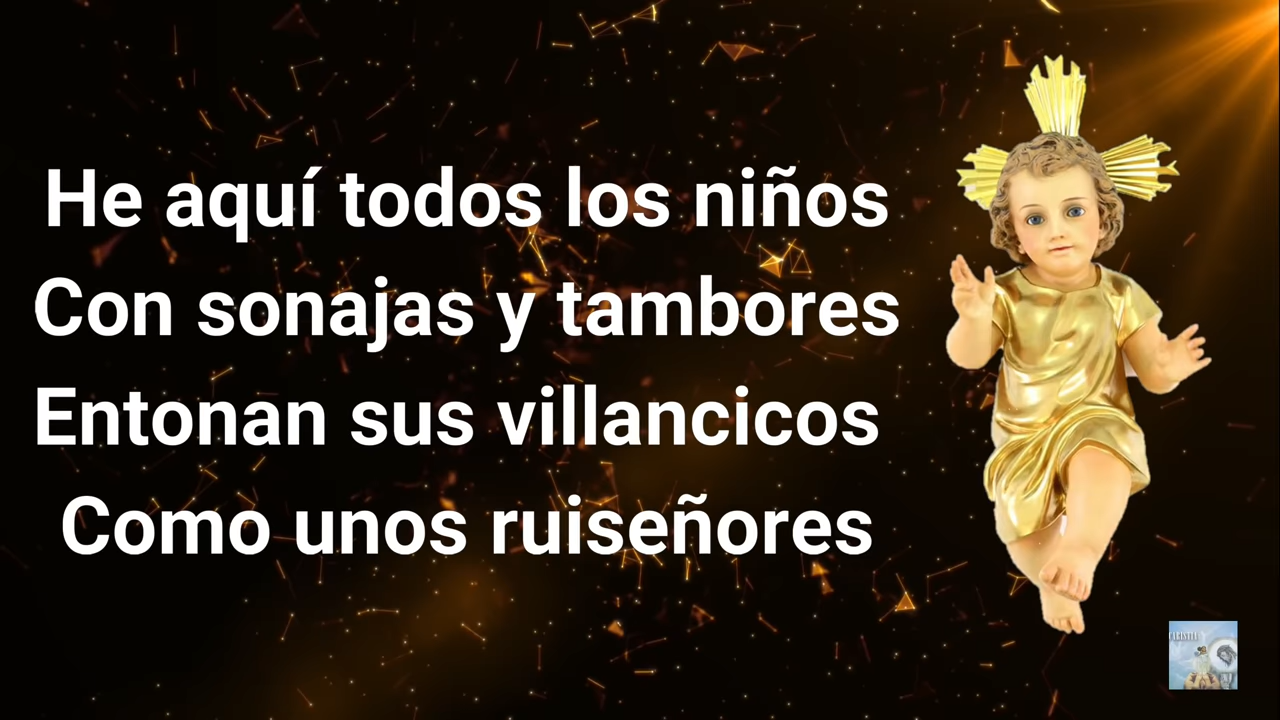 He aquí todos los niños
Con sonajas y tambores
Entonan sus villancicos
Como unos ruiseñores